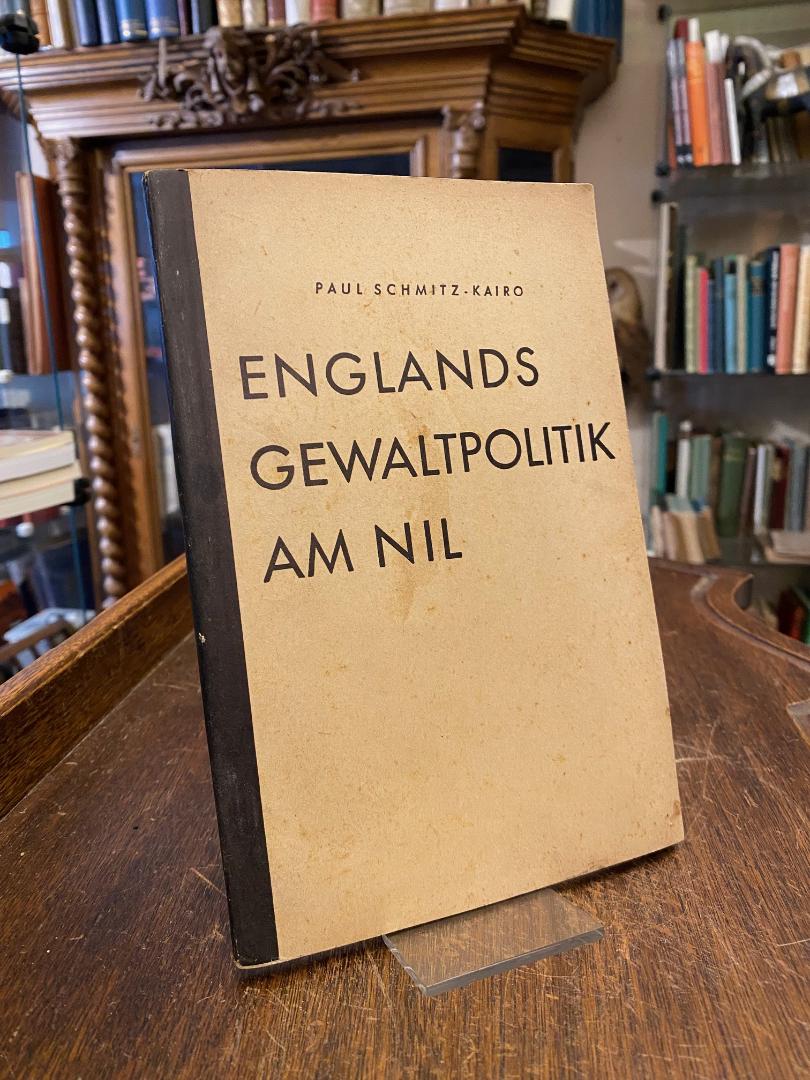 PAUL SCHMITZ-KAIRO
ENGLANDS
GEWALTPOLITIK
AM NIL